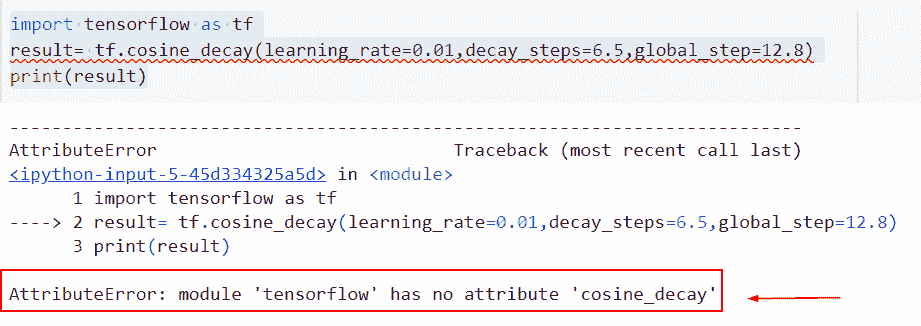 import tensorflow as tf
result= tf.cosine_decay(learning_rate=0.01,decay_steps=6.5,global_step=12.8)
print(result)
---------------------------------------------------------------------------
AttributeError                            Traceback (most recent call last)
<ipython-input-5-45d334325a5d> in <module>
      1 import tensorflow as tf
----> 2 result= tf.cosine_decay(learning_rate=0.01,decay_steps=6.5,global_step=12.8)
      3 print(result)
AttributeError: module 'tensorflow' has no attribute 'cosine_decay'